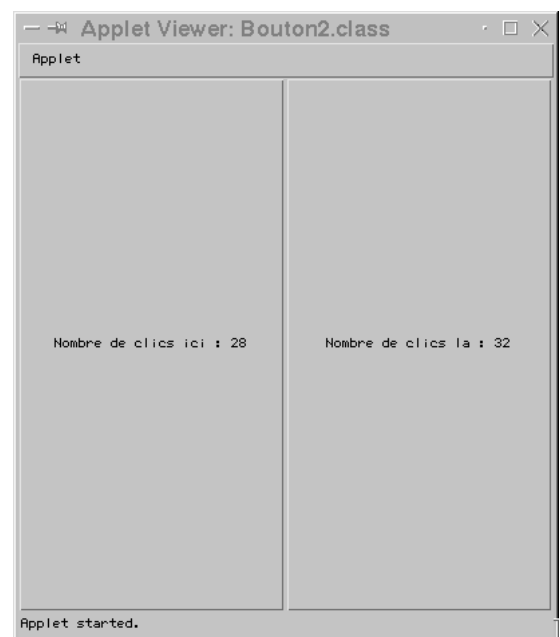 Applet Viewer: Bouton2.class
Applet
Nombre de clics ici : 28
Nombre de clics la : 32
Applet started.